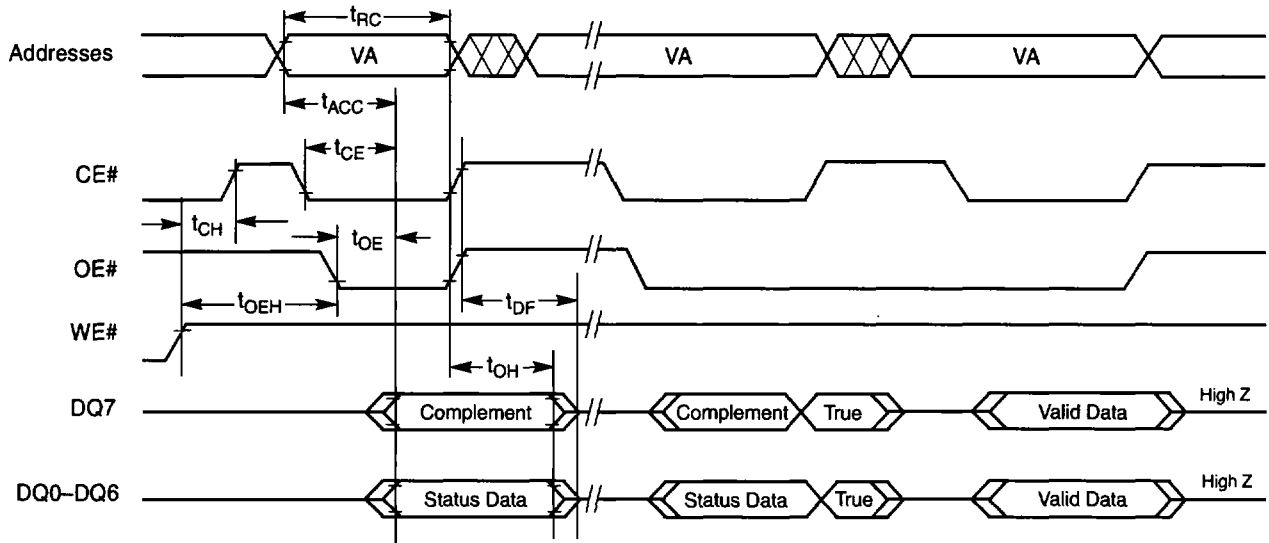 tRC
Addresses VA VA VA
tACC
tCE
CE#
tCH tOE
OE#
tOEH tDF
WE#
tOH
DQ7 Complement Complement True Valid Data High Z
DQ0–DQ6 Status Data Status Data True Valid Data High Z